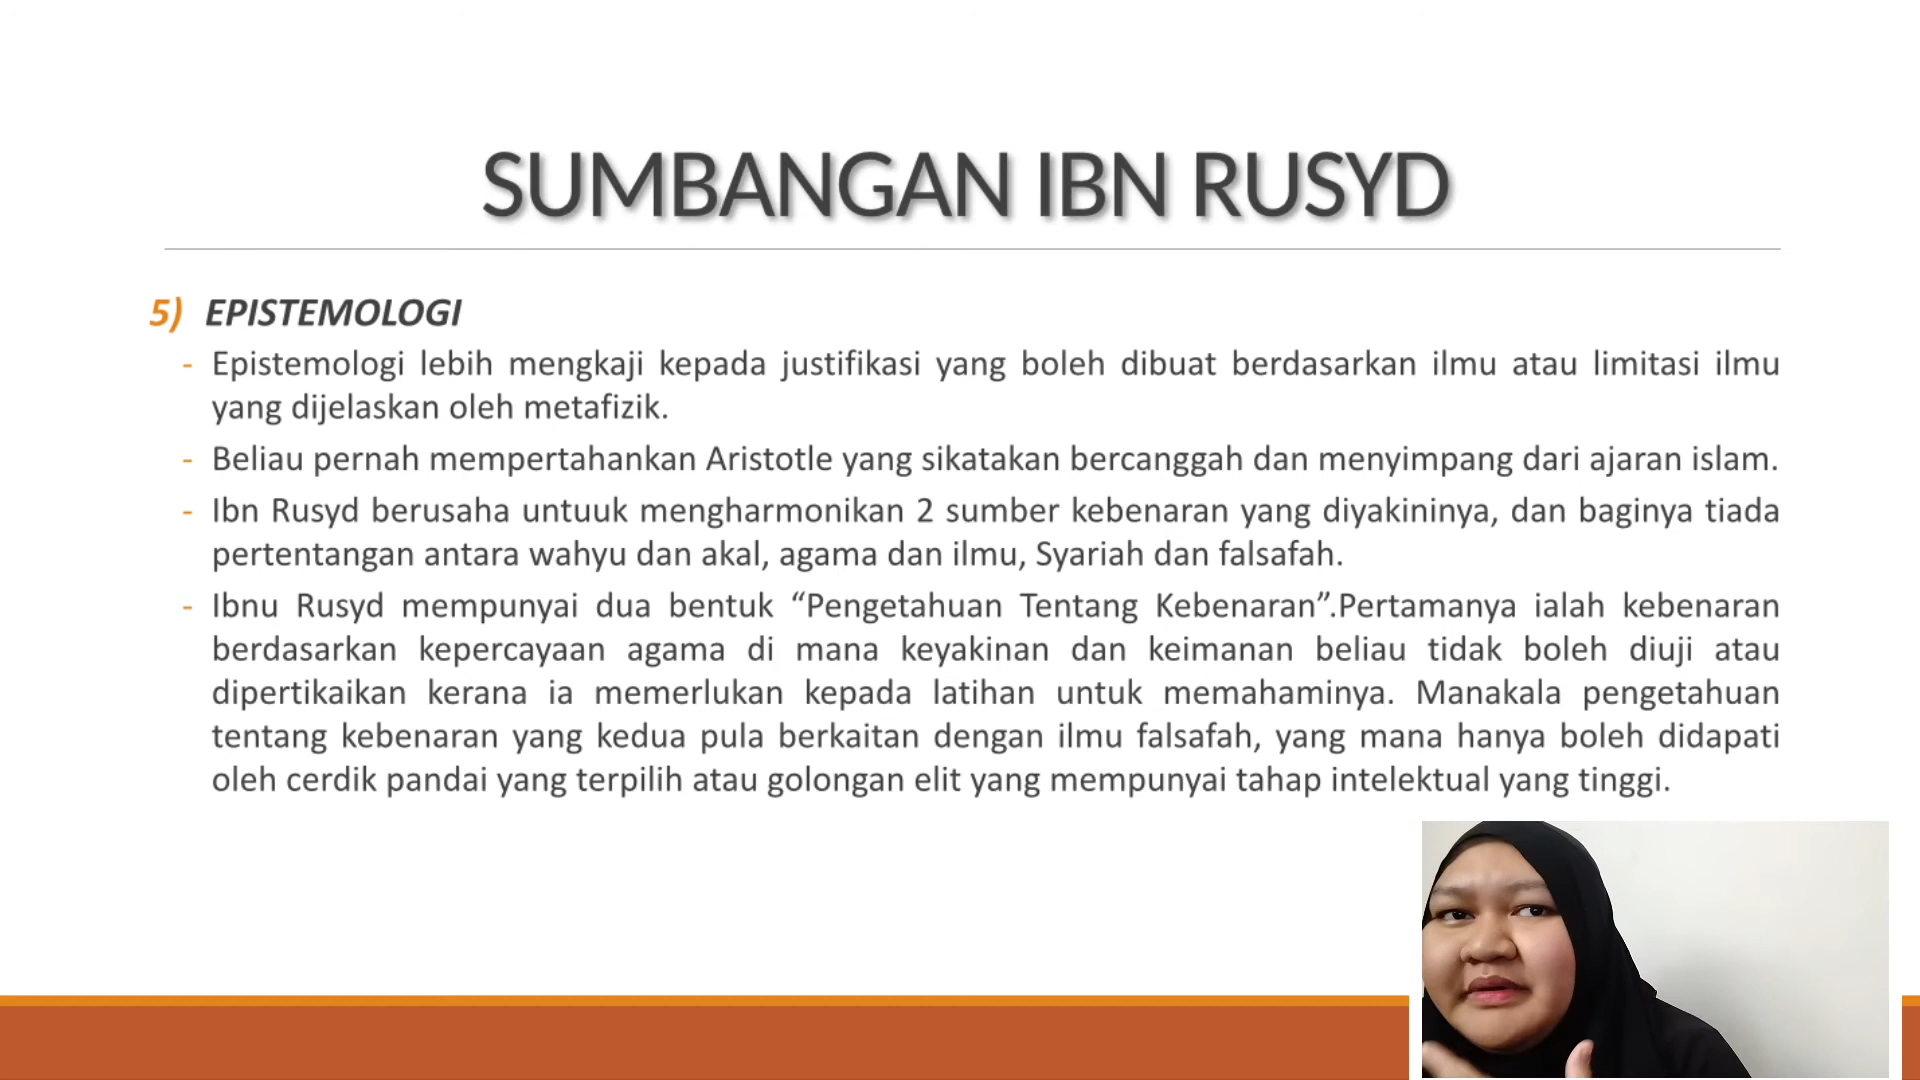 SUMBANGAN IBN RUSYD
5) EPISTEMOLOGI
- Epistemologi lebih mengkaji kepada justifikasi yang boleh dibuat berdasarkan ilmu atau limitasi ilmu
yang dijelaskan oleh metafizik.
- Beliau pernah mempertahankan Aristotle yang sikatakan bercanggah dan menyimpang dari ajaran islam.
- Ibn Rusyd berusaha untuuk mengharmonikan 2 sumber kebenaran yang diyakininya, dan baginya tiada
pertentangan antara wahyu dan akal, agama dan ilmu, Syariah dan falsafah.
- Ibnu Rusyd mempunyai dua bentuk “Pengetahuan Tentang Kebenaran”.Pertamanya ialah kebenaran
berdasarkan kepercayaan agama di mana keyakinan dan keimanan beliau tidak boleh diuji atau
dipertikaikan kerana ia memerlukan kepada latihan untuk memahaminya. Manakala pengetahuan
tentang kebenaran yang kedua pula berkaitan dengan ilmu falsafah, yang mana hanya boleh didapati
oleh cerdik pandai yang terpilih atau golongan elit yang mempunyai tahap intelektual yang tinggi.